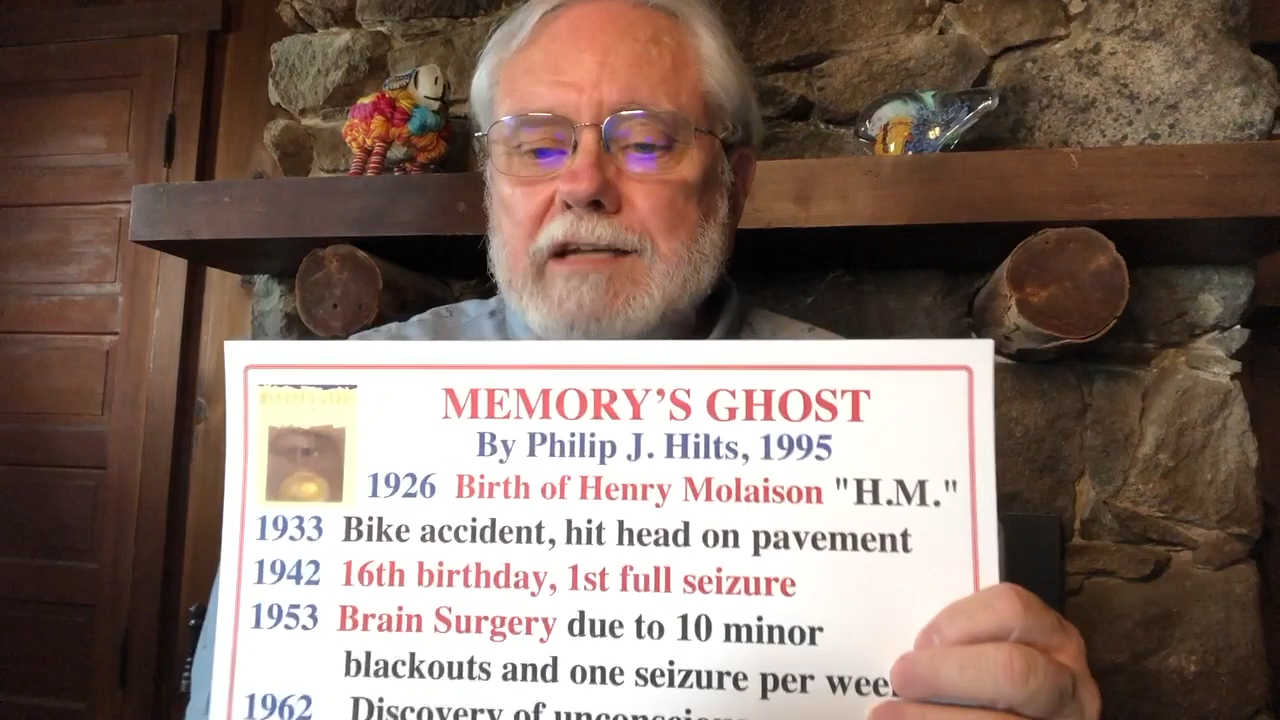 MEMORY'S GHOST
By Philip J. Hilts, 1995
1926 Birth of Henry Molaison "H.M."
1933 Bike accident, hit head on pavement
1942 16th birthday, 1st full seizure
1953 Brain Surgery due to 10 minor
blackouts and one seizure per
1962 Discovery of